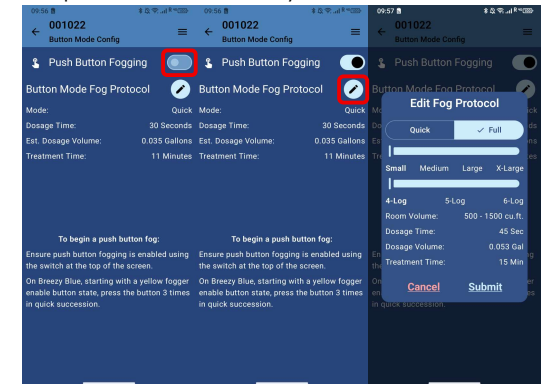 09:56
001022
Button Mode Config
Push Button Fogging
Button Mode Fog Protocol
Mode: Quick
Dosage Time: 30 Seconds
Est. Dosage Volume: 0.035 Gallons
Treatment Time: 11 Minutes
To begin a push button fog:
Ensure push button fogging is enabled using
the switch at the top of the screen.
On Breezy Blue, starting with a yellow fogger
enable button state, press the button 3 times
in quick succession.
09:56
001022
Button Mode Config
Push Button Fogging
Button Mode Fog Protocol
Mode: Quick
Dosage Time: 30 Seconds
Est. Dosage Volume: 0.035 Gallons
Treatment Time: 11 Minutes
To begin a push button fog:
Ensure push button fogging is enabled using
the switch at the top of the screen.
On Breezy Blue, starting with a yellow fogger
enable button state, press the button 3 times
in quick succession.
09:57
001022
Button Mode Config
Push Button Fogging
Button Mode Fog Protocol
Edit Fog
Protocol
Quick ✓ Full
Small Medium Large X-Large
4-Log 5-Log 6-Log
Room Volume: 500 - 1500 cu.ft.
Dosage Time: 45 Sec
Dosage Volume: 0.053 Gal
Treatment Time: 15 Min
Cancel Submit
in quick succession.